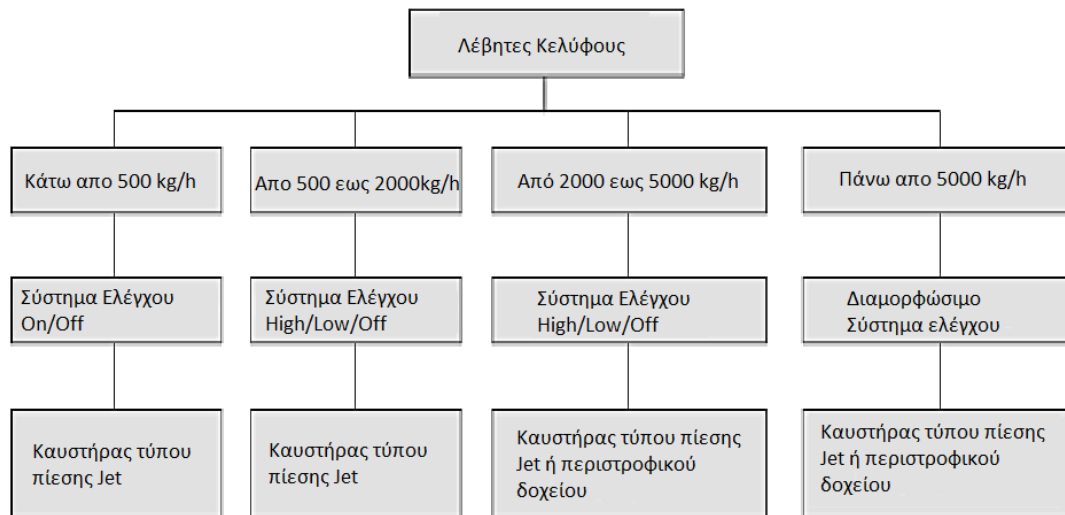 Λέβητες Κελύφους
Κάτω απο 500 kg/h
Απο 500 εως 2000kg/h
Από 2000 εως 5000 kg/h
Πάνω απο 5000 kg/h
Σύστημα Ελέγχου
On/Off
Σύστημα Ελέγχου
High/Low/Off
Σύστημα Ελέγχου
High/Low/Off
Διαμορφώσιμο
Σύστημα ελέγχου
Καυστήρας τύπου
πίεσης Jet
Καυστήρας τύπου
πίεσης Jet
Καυστήρας τύπου πίεσης
Jet ή περιστροφικού
δοχείου
Καυστήρας τύπου πίεσης
Jet ή περιστροφικού
δοχείου